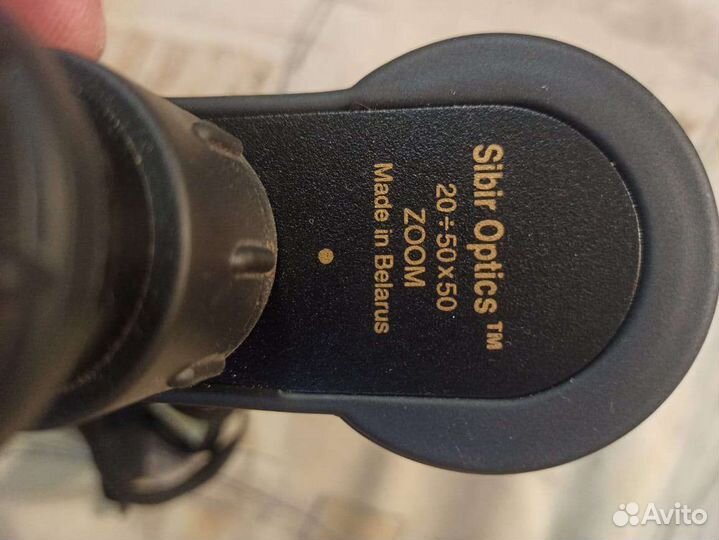 Sibir Optics™
20÷50x50
ZOOM
Made in Belarus
Avito